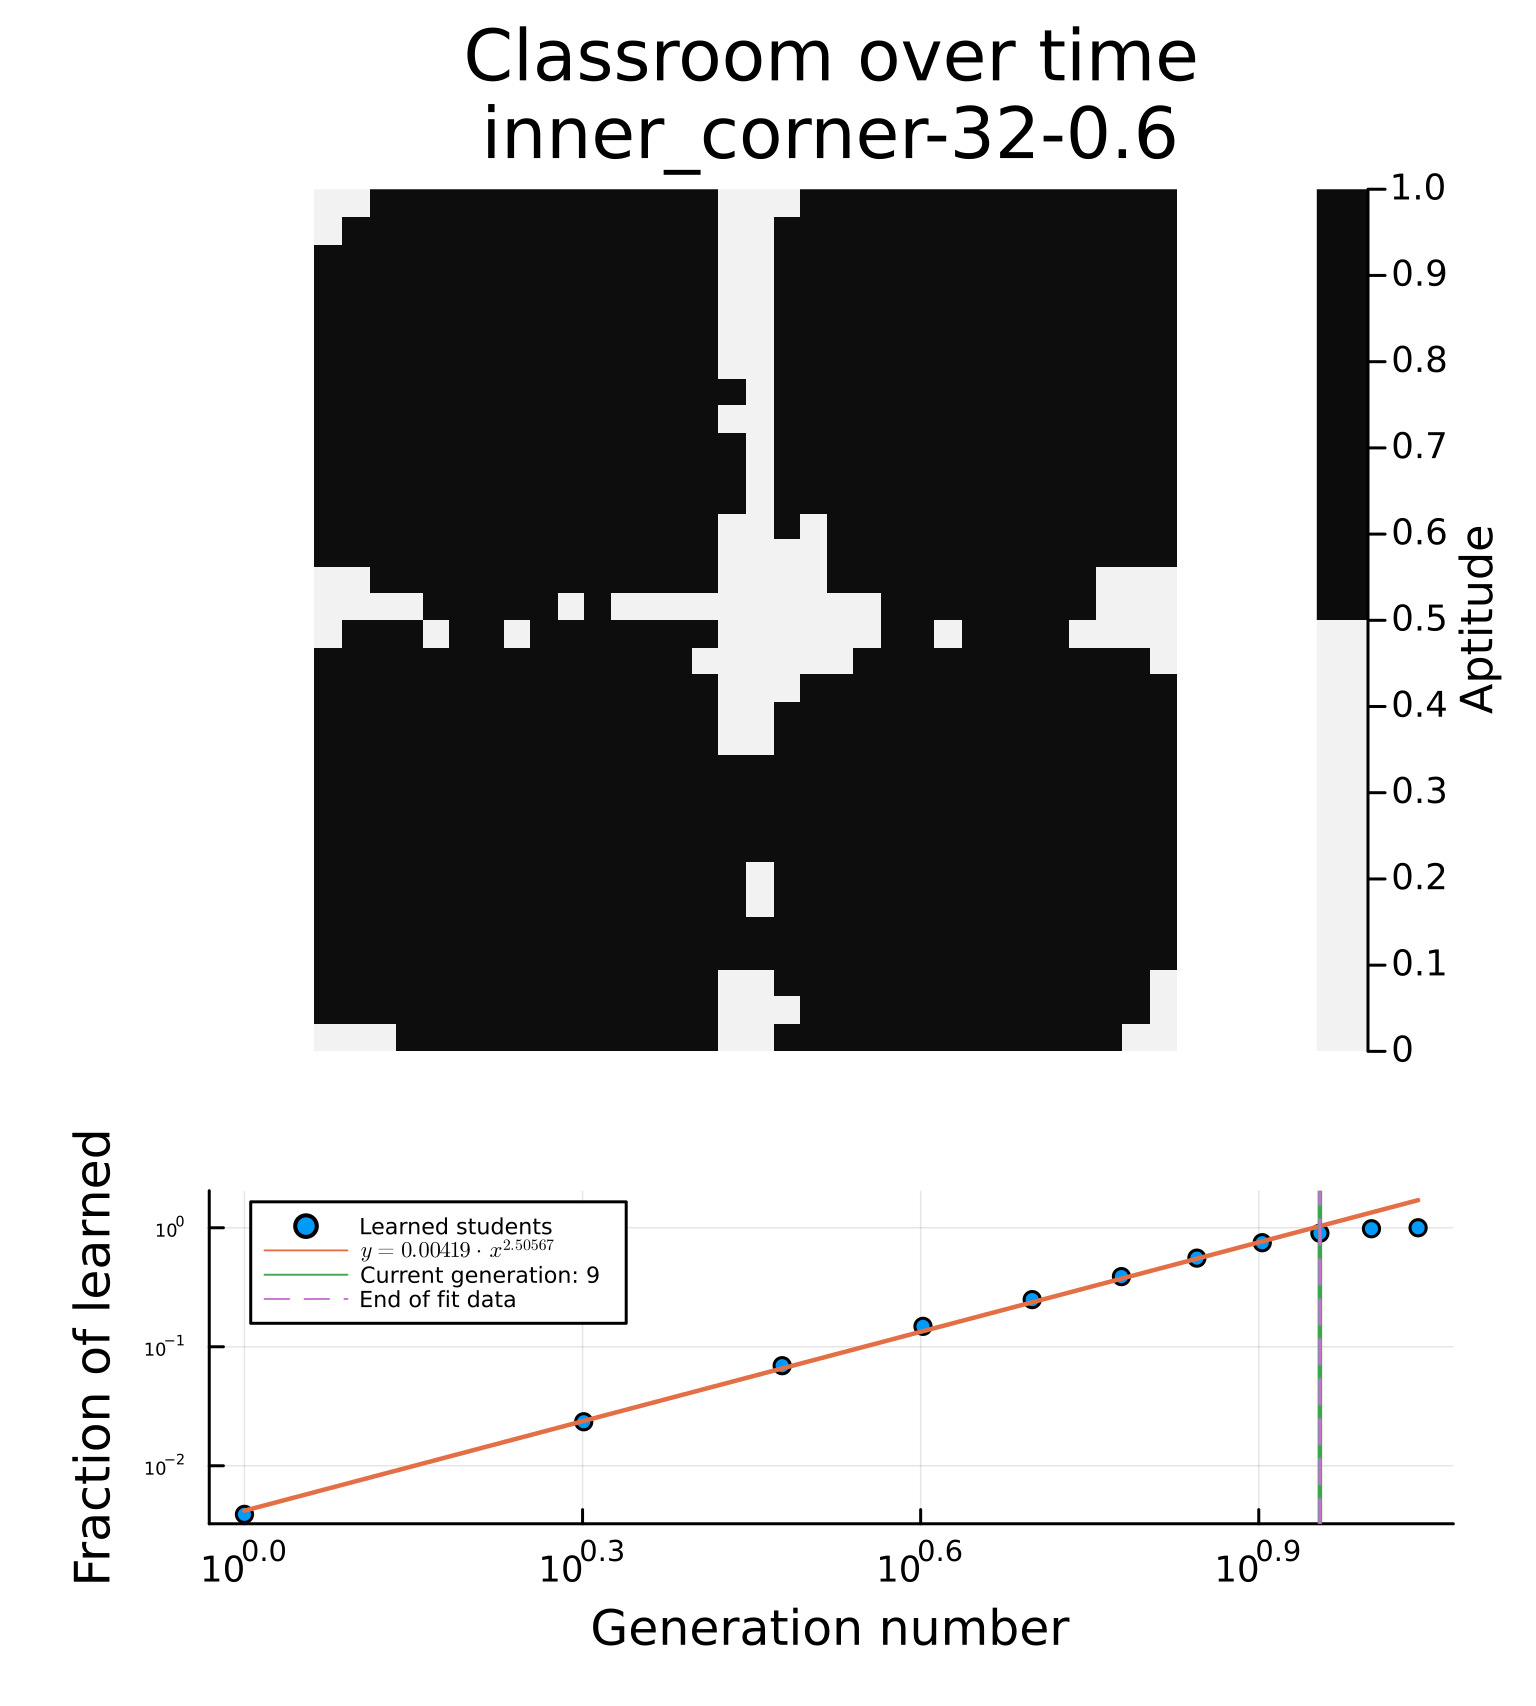 Classroom over time
inner_corner-32-0.6
1.0
0.9
0.8
0.7
0.6
0.5
0.4
0.3
0.2
0.1
0
Aptitude
Fraction of learned
10^0
10^−1
10^−2
Learned students
y = 0.00419 · x^2.50567
Current generation: 9
End of fit data
10^0.0 10^0.3 10^0.6 10^0.9
Generation number